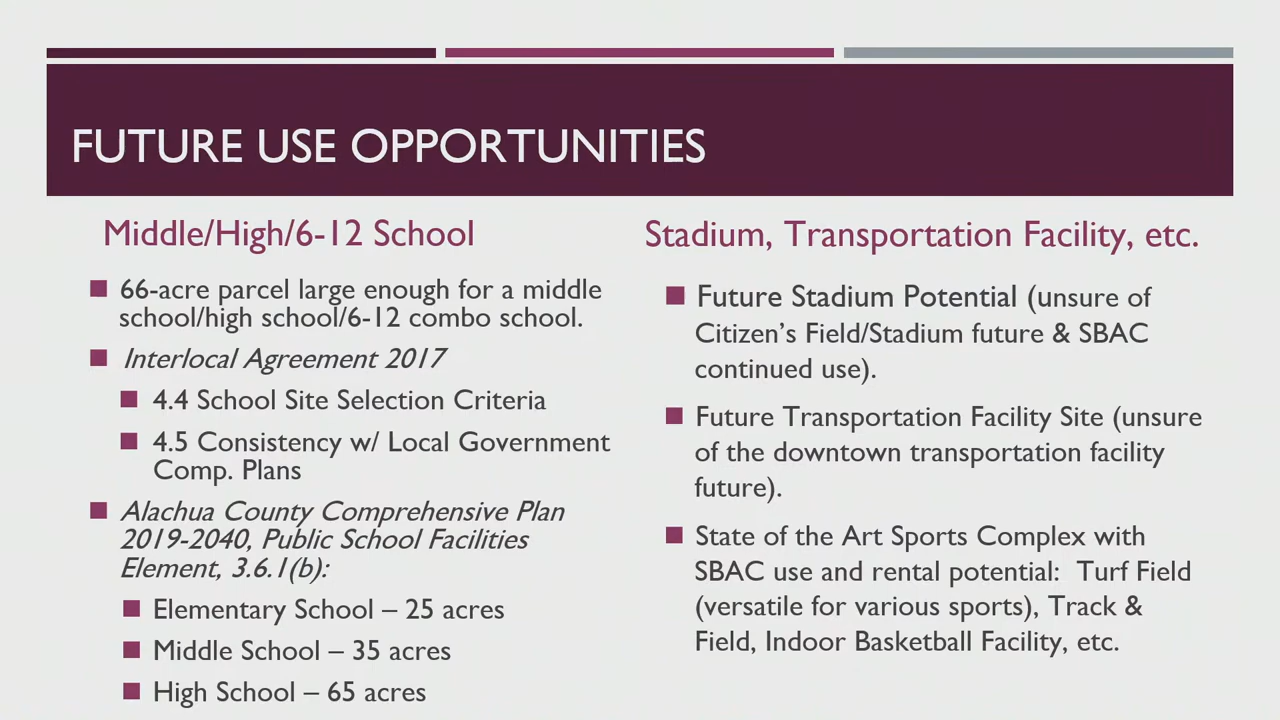 FUTURE USE OPPORTUNITIES
Middle/High/6-12 School
66-acre parcel large enough for a middle
school/high school/6-12 combo school.
Interlocal Agreement 2017
4.4 School Site Selection Criteria
4.5 Consistency w/ Local Government
Comp. Plans
Alachua County Comprehensive Plan
2019-2040, Public School Facilities
Element, 3.6.1(b):
Elementary School – 25 acres
Middle School – 35 acres
High School – 65 acres
Stadium, Transportation Facility, etc.
Future Stadium Potential (unsure of
Citizen’s Field/Stadium future & SBAC
continued use).
Future Transportation Facility Site (unsure
of the downtown transportation facility
future).
State of the Art Sports Complex with
SBAC use and rental potential:  Turf Field
(versatile for various sports), Track &
Field, Indoor Basketball Facility, etc.